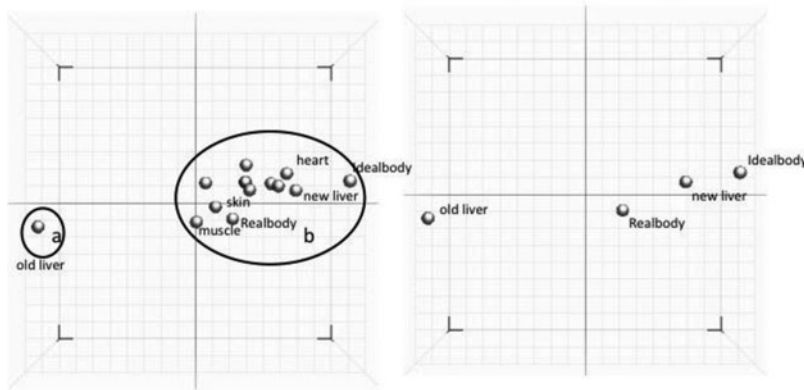 heart
Idealbody
skin
new liver
muscle
Realbody
a
b
old liver
Idealbody
new liver
old liver
Realbody